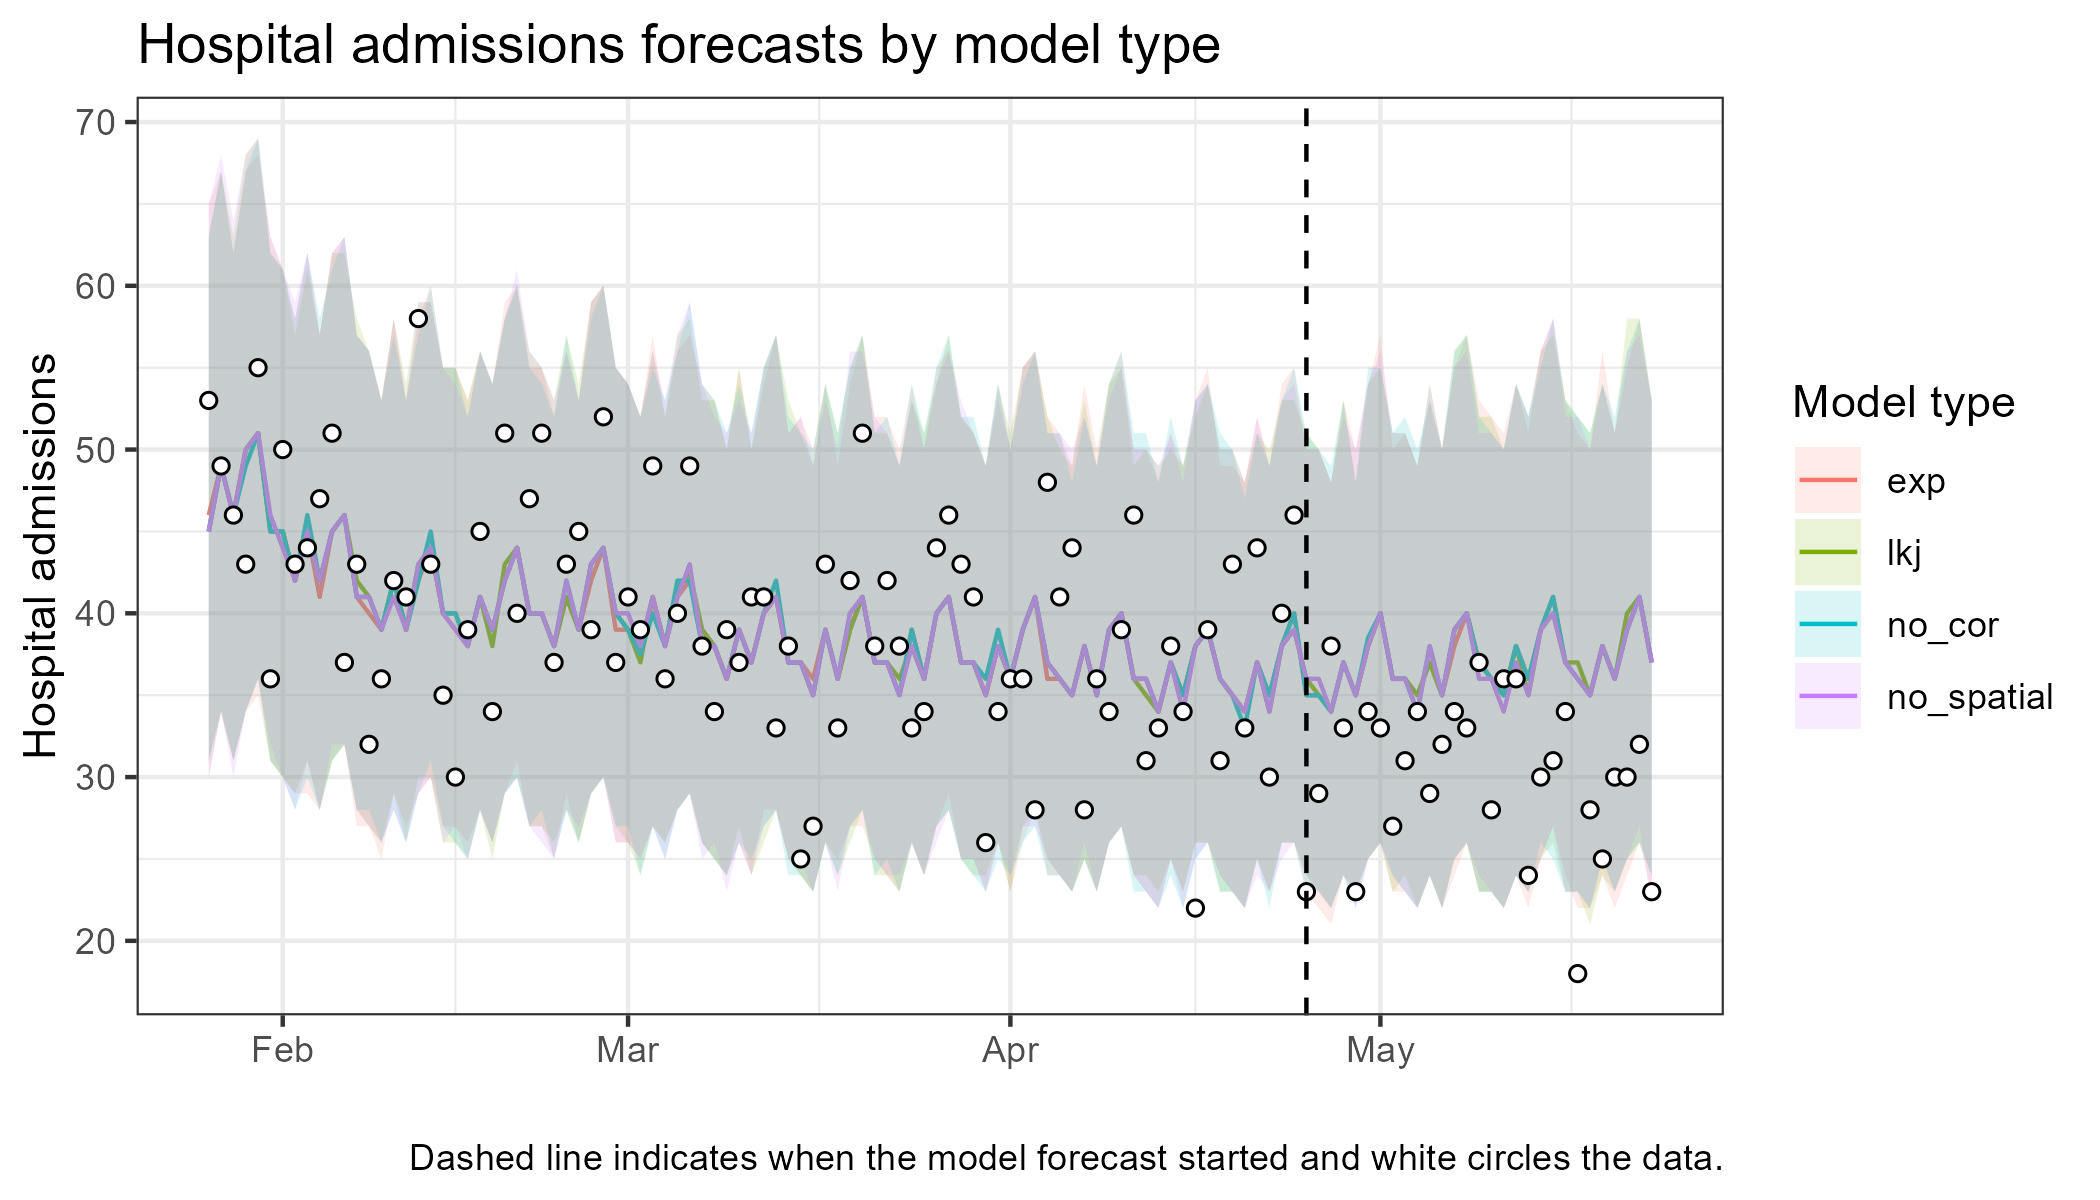 Hospital admissions forecasts by model type
70
60
50
40
30
20
Hospital admissions
Feb Mar Apr May
Model type
exp
lkj
no_cor
no_spatial
Dashed line indicates when the model forecast started and white circles the data.